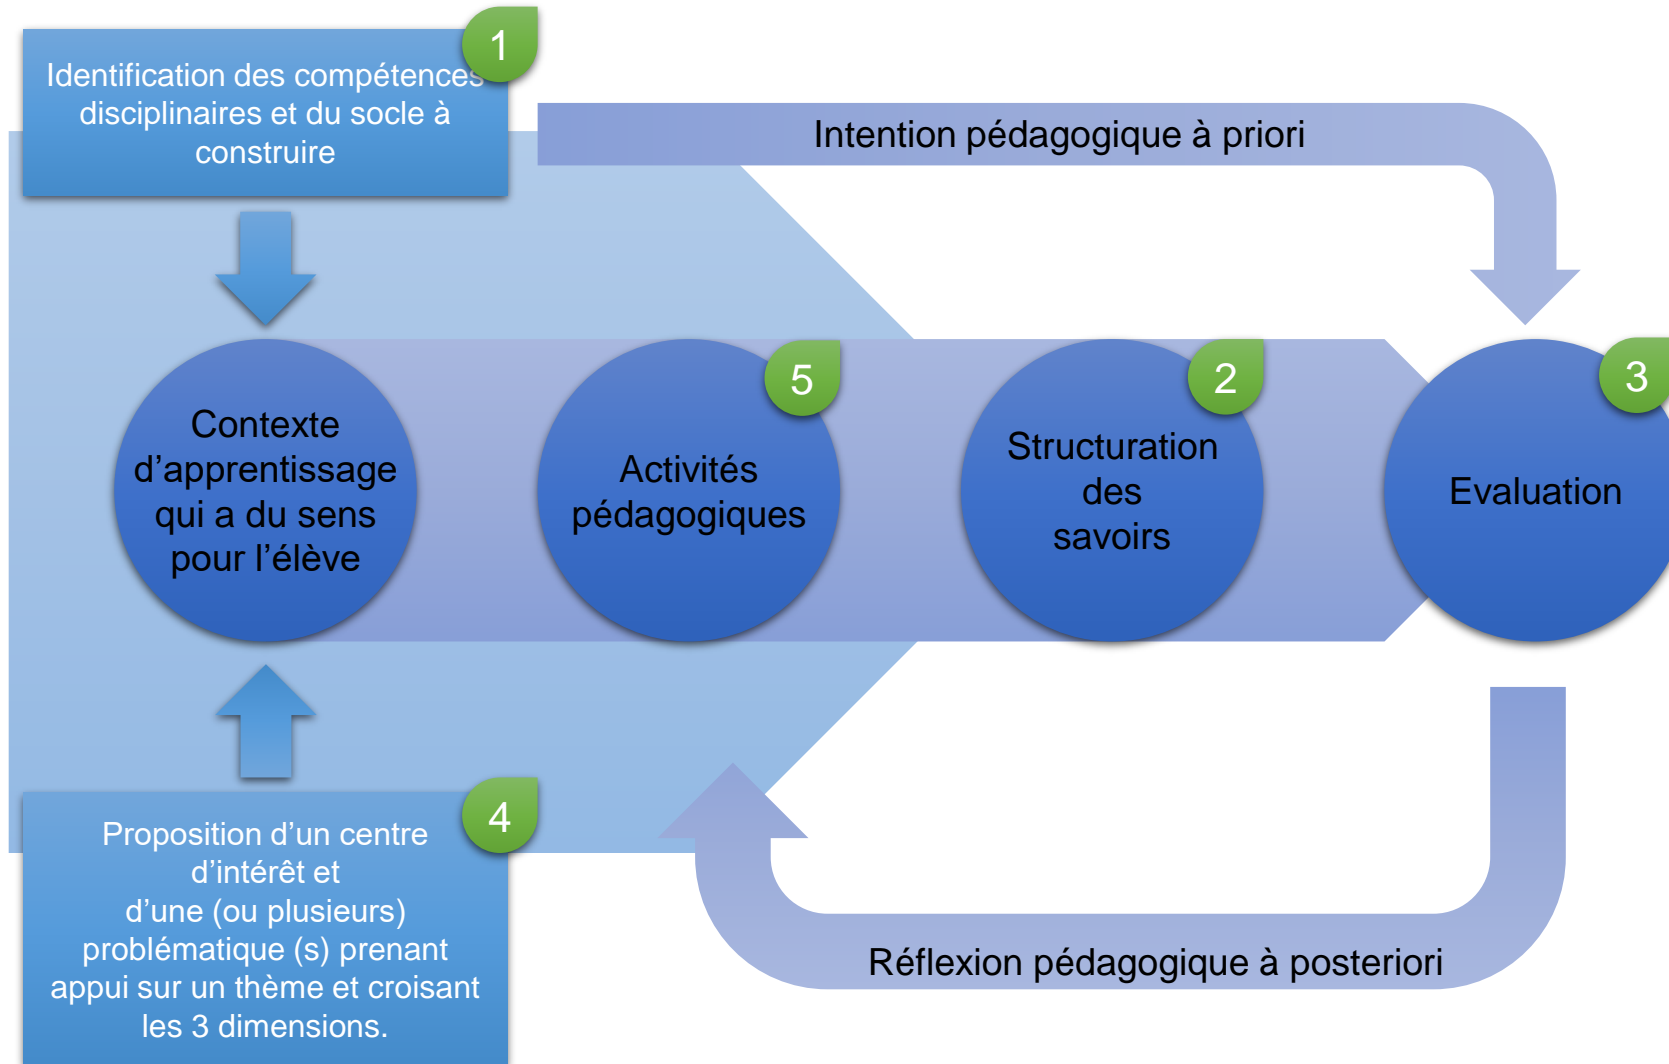 1
Identification des compétences
disciplinaires et du socle à
construire
Intention pédagogique à priori
Contexte
d’apprentissage
qui a du sens
pour l’élève
5
Activités
pédagogiques
2
Structuration
des
savoirs
3
Evaluation
4
Proposition d’un centre
d’intérêt et
d’une (ou plusieurs)
problématique (s) prenant
appui sur un thème et croisant
les 3 dimensions.
Réflexion pédagogique à posteriori